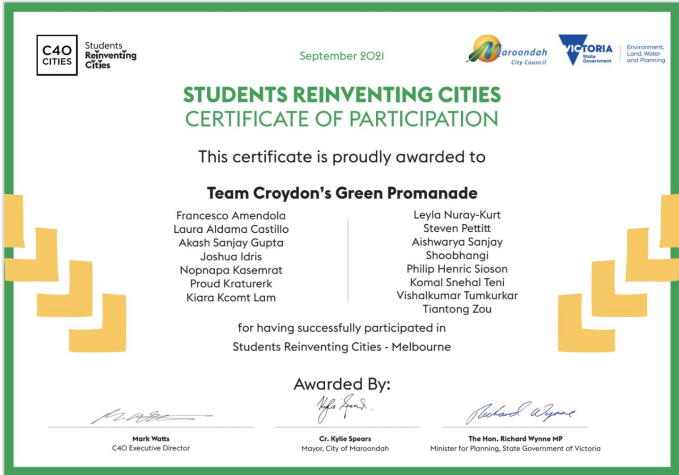 C40
CITIES
Students
Reinventing
Cities
September 2021
Maroondah
City Council
VICTORIA
State
Government
Environment,
Land, Water
and Planning
STUDENTS REINVENTING CITIES
CERTIFICATE OF PARTICIPATION
This certificate is proudly awarded to
Team Croydon's Green Promanade
Francesco Amendola
Laura Aldama Castillo
Akash Sanjay Gupta
Joshua Idris
Nopnapa Kasemrat
Proud Kraturerk
Kiara Kcomt Lam
Leyla Nuray-Kurt
Steven Pettitt
Aishwarya Sanjay
Shoobhangi
Philip Henric Sioson
Komal Snehal Teni
Vishalkumar Tumkurkar
Tiantong Zou
for having successfully participated in
Students Reinventing Cities - Melbourne
Awarded By:
Kylie Spears
Richard Wynne
Mark Watts
C40 Executive Director
Cr. Kylie Spears
Mayor, City of Maroondah
The Hon. Richard Wynne MP
Minister for Planning, State Government of Victoria